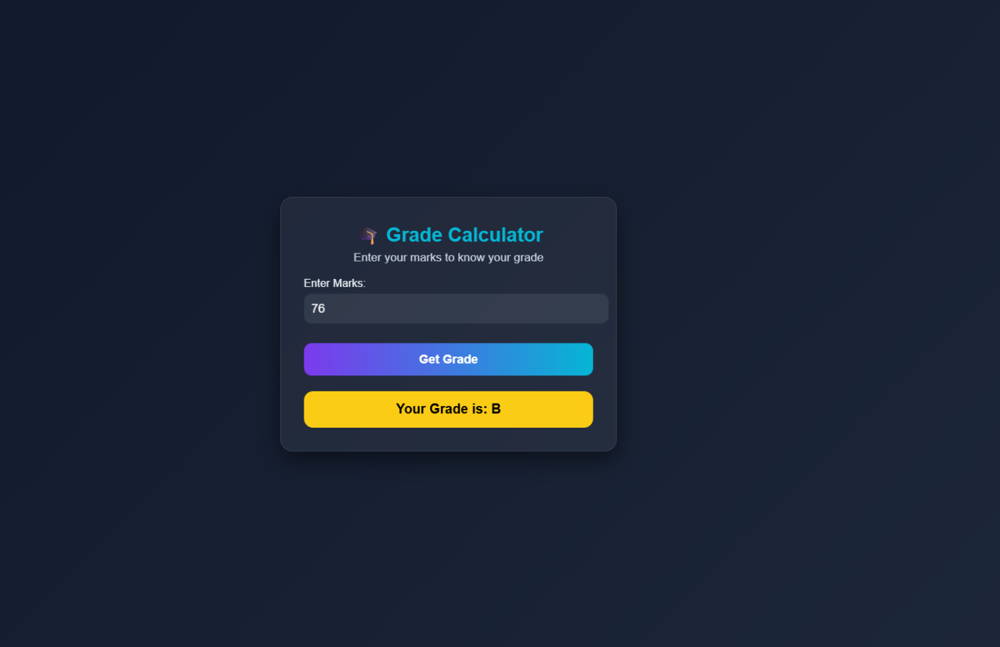 Grade Calculator
Enter your marks to know your grade
Enter Marks:
76
Get Grade
Your Grade is: B